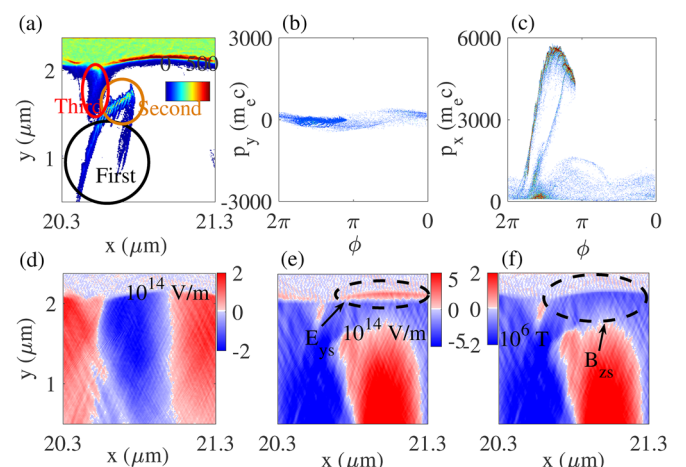 (a)
(b)
(c)
y (μm)
2
1
0 500
Third
Second
First
20.3
21.3
x (μm)
p_y (m_e c)
3000
0
-3000
2π
π
0
ϕ
p_x (m_e c)
6000
3000
0
2π
π
0
ϕ
(d)
(e)
(f)
y (μm)
2
1
10^14 V/m
2
0
-2
20.3
21.3
x (μm)
E_ys
10^14 V/m
5
0
-5
20.3
21.3
x (μm)
10^6 T
B_zs
2
0
-2
20.3
21.3
x (μm)